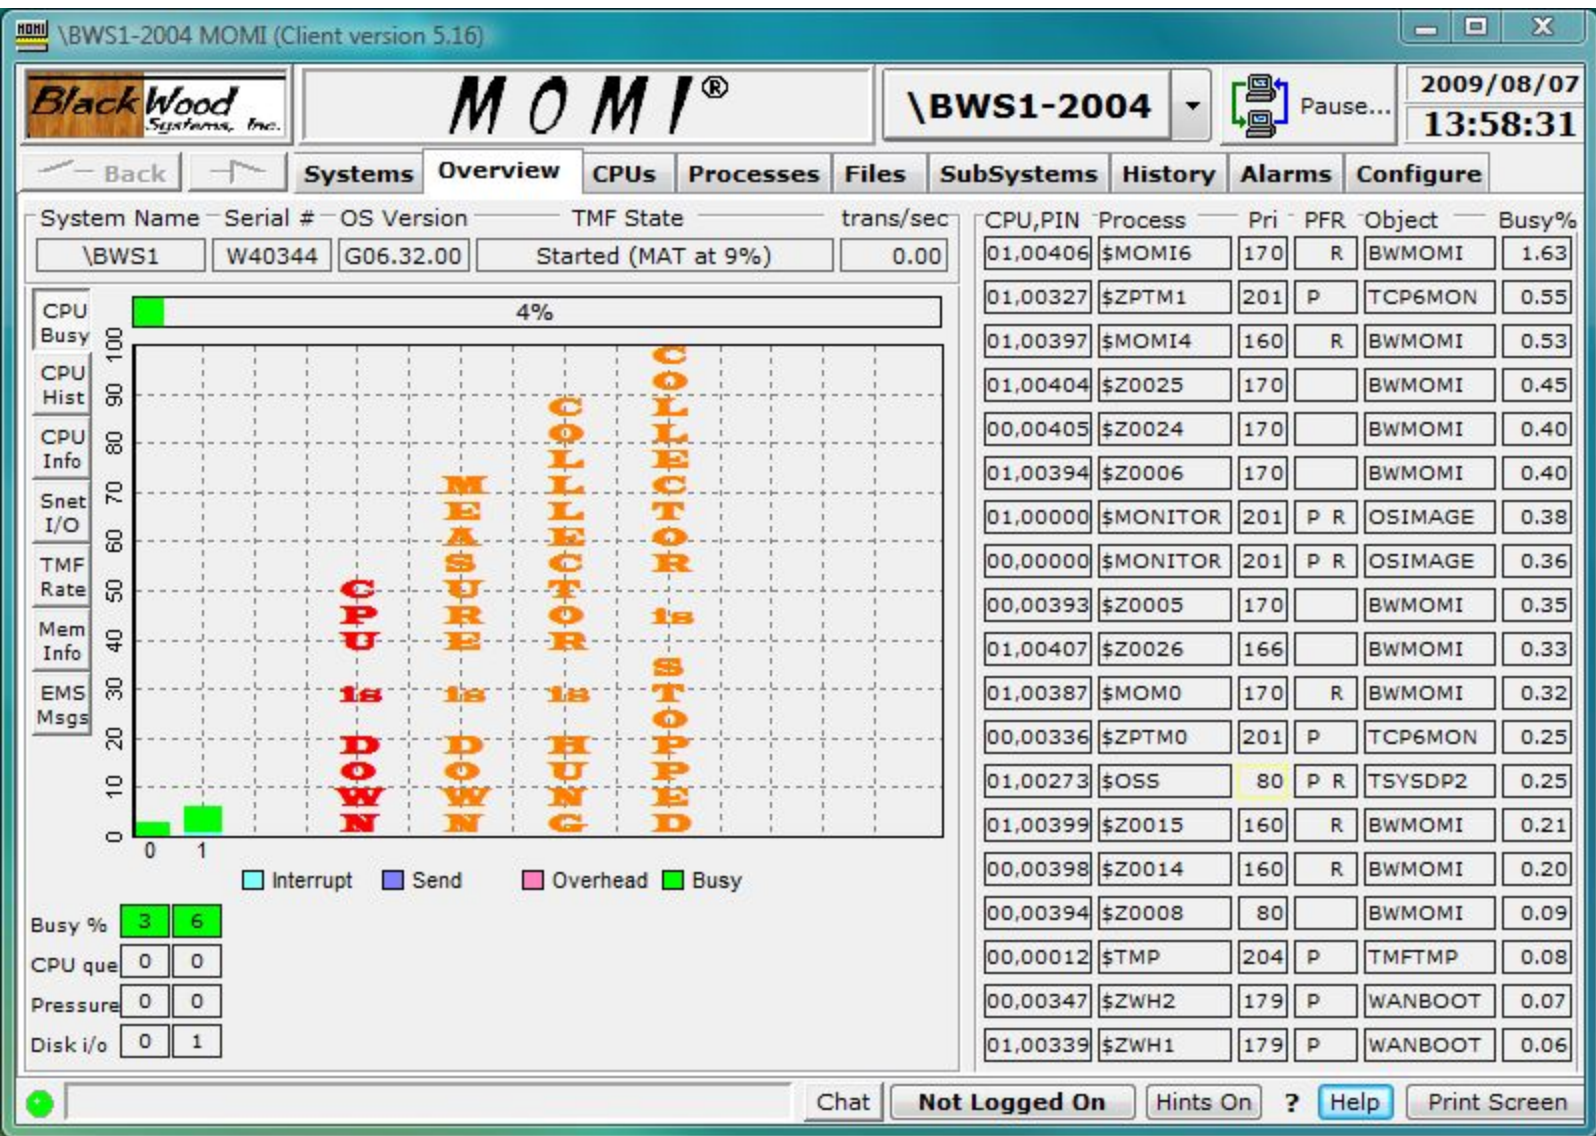 \BWS1-2004 MOMI (Client version 5.16)
BlackWood Systems, Inc.
MOMI®
\BWS1-2004
Pause...
2009/08/07
13:58:31
Back
Systems Overview CPUs Processes Files SubSystems History Alarms Configure
System Name Serial # OS Version TMF State trans/sec
\BWS1 W40344 G06.32.00 Started (MAT at 9%) 0.00
CPU Busy
CPU Hist
CPU Info
Snet I/O
TMF Rate
Mem Info
EMS Msgs
4%
100
90
80
70
60
50
40
30
20
10
0
CPU is DOWN
MEASURE is DOWN
COLLECTOR is HUNG
COLLECTOR is STOPPED
0 1
Interrupt Send Overhead Busy
Busy % 3 6
CPU que 0 0
Pressure 0 0
Disk i/o 0 1
CPU,PIN Process Pri PFR Object Busy%
01,00406 $MOMI6 170 R BWMOMI 1.63
01,00327 $ZPTM1 201 P TCP6MON 0.55
01,00397 $MOMI4 160 R BWMOMI 0.53
01,00404 $Z0025 170 BWMOMI 0.45
00,00405 $Z0024 170 BWMOMI 0.40
01,00394 $Z0006 170 BWMOMI 0.40
01,00000 $MONITOR 201 P R OSIMAGE 0.38
00,00000 $MONITOR 201 P R OSIMAGE 0.36
00,00393 $Z0005 170 BWMOMI 0.35
01,00407 $Z0026 166 BWMOMI 0.33
01,00387 $MOM0 170 R BWMOMI 0.32
00,00336 $ZPTM0 201 P TCP6MON 0.25
01,00273 $OSS 80 P R TSYSDP2 0.25
01,00399 $Z0015 160 R BWMOMI 0.21
00,00398 $Z0014 160 R BWMOMI 0.20
00,00394 $Z0008 80 BWMOMI 0.09
00,00012 $TMP 204 P TMFTMP 0.08
00,00347 $ZWH2 179 P WANBOOT 0.07
01,00339 $ZWH1 179 P WANBOOT 0.06
Chat Not Logged On Hints On ? Help Print Screen